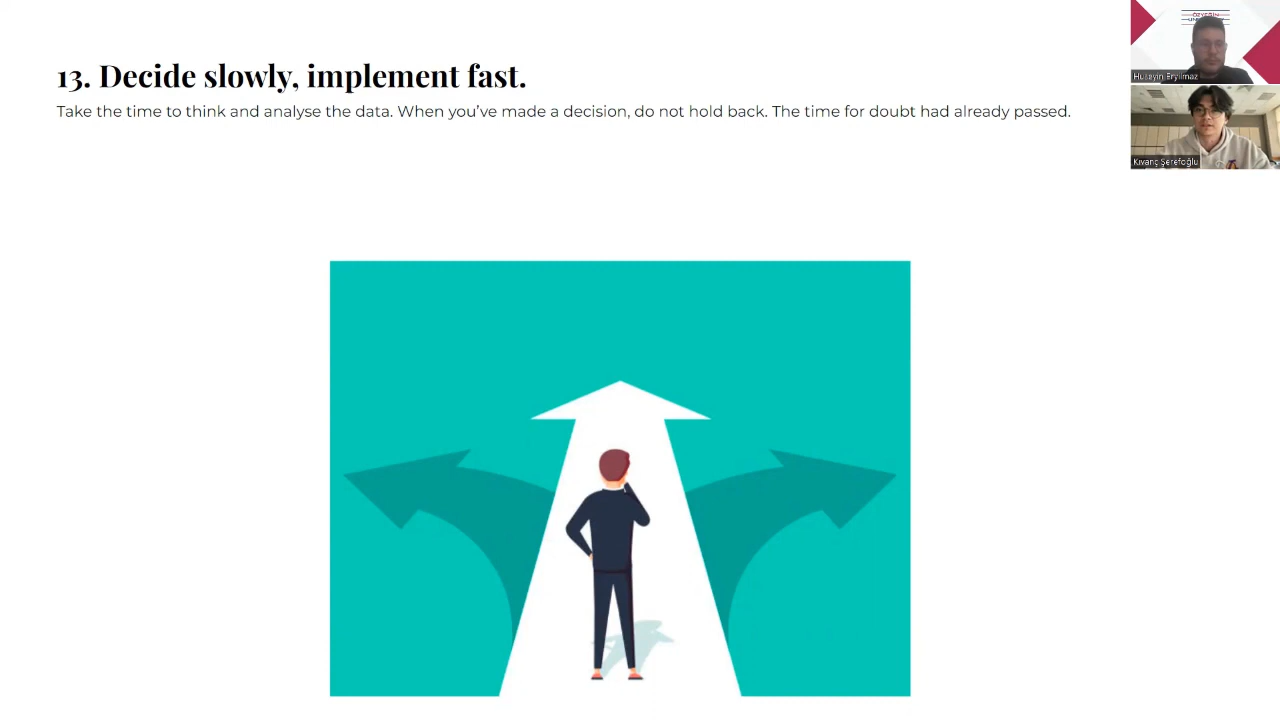 13. Decide slowly, implement fast.
Take the time to think and analyse the data. When you've made a decision, do not hold back. The time for doubt had already passed.
Hüseyin Eryılmaz
Kıvanç Şerefoğlu